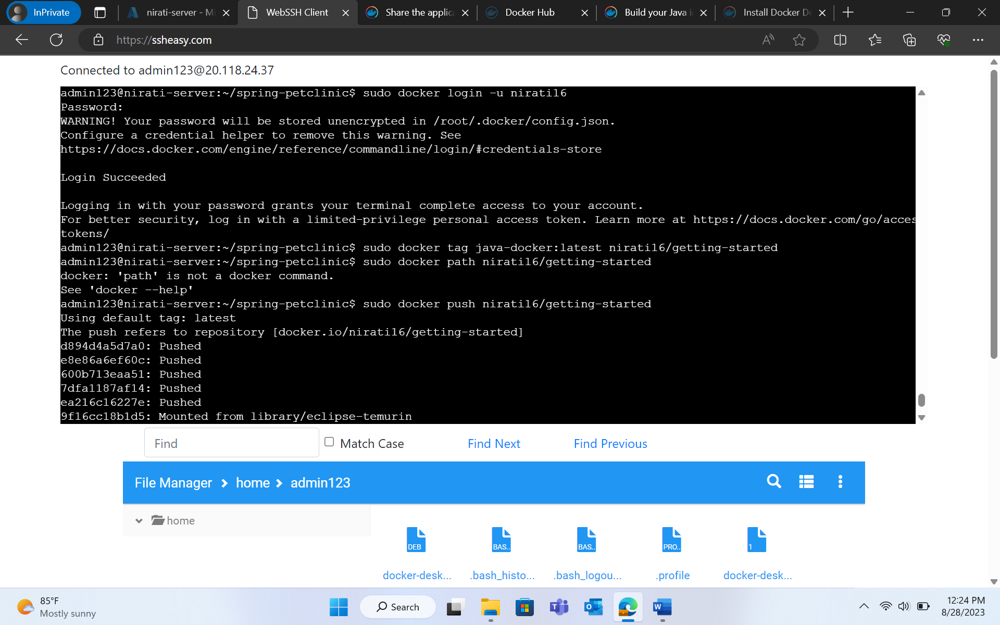 InPrivate
nirati-server - Mi
WebSSH Client
Share the applica
Docker Hub
Build your Java i
Install Docker De
https://ssheasy.com
Connected to admin123@20.118.24.37
admin123@nirati-server:~/spring-petclinic$ sudo docker login -u nirati16
Password:
WARNING! Your password will be stored unencrypted in /root/.docker/config.json.
Configure a credential helper to remove this warning. See
https://docs.docker.com/engine/reference/commandline/login/#credentials-store
Login Succeeded
Logging in with your password grants your terminal complete access to your account.
For better security, log in with a limited-privilege personal access token. Learn more at https://docs.docker.com/go/acces
tokens/
admin123@nirati-server:~/spring-petclinic$ sudo docker tag java-docker:latest nirati16/getting-started
admin123@nirati-server:~/spring-petclinic$ sudo docker path nirati16/getting-started
docker: 'path' is not a docker command.
See 'docker --help'
admin123@nirati-server:~/spring-petclinic$ sudo docker push nirati16/getting-started
Using default tag: latest
The push refers to repository [docker.io/nirati16/getting-started]
d894d4a5d7a0: Pushed
e8e86a6ef60c: Pushed
600b713eaa51: Pushed
7dfa1187af14: Pushed
ea216c16227e: Pushed
9f16cc18b1d5: Mounted from library/eclipse-temurin
Find
Match Case
Find Next
Find Previous
File Manager
home
admin123
home
DEB
BAS..
BAS..
PRO..
1
docker-desk...
.bash_histo...
.bash_logou...
.profile
docker-desk...
85°F
Mostly sunny
Search
12:24 PM
8/28/2023